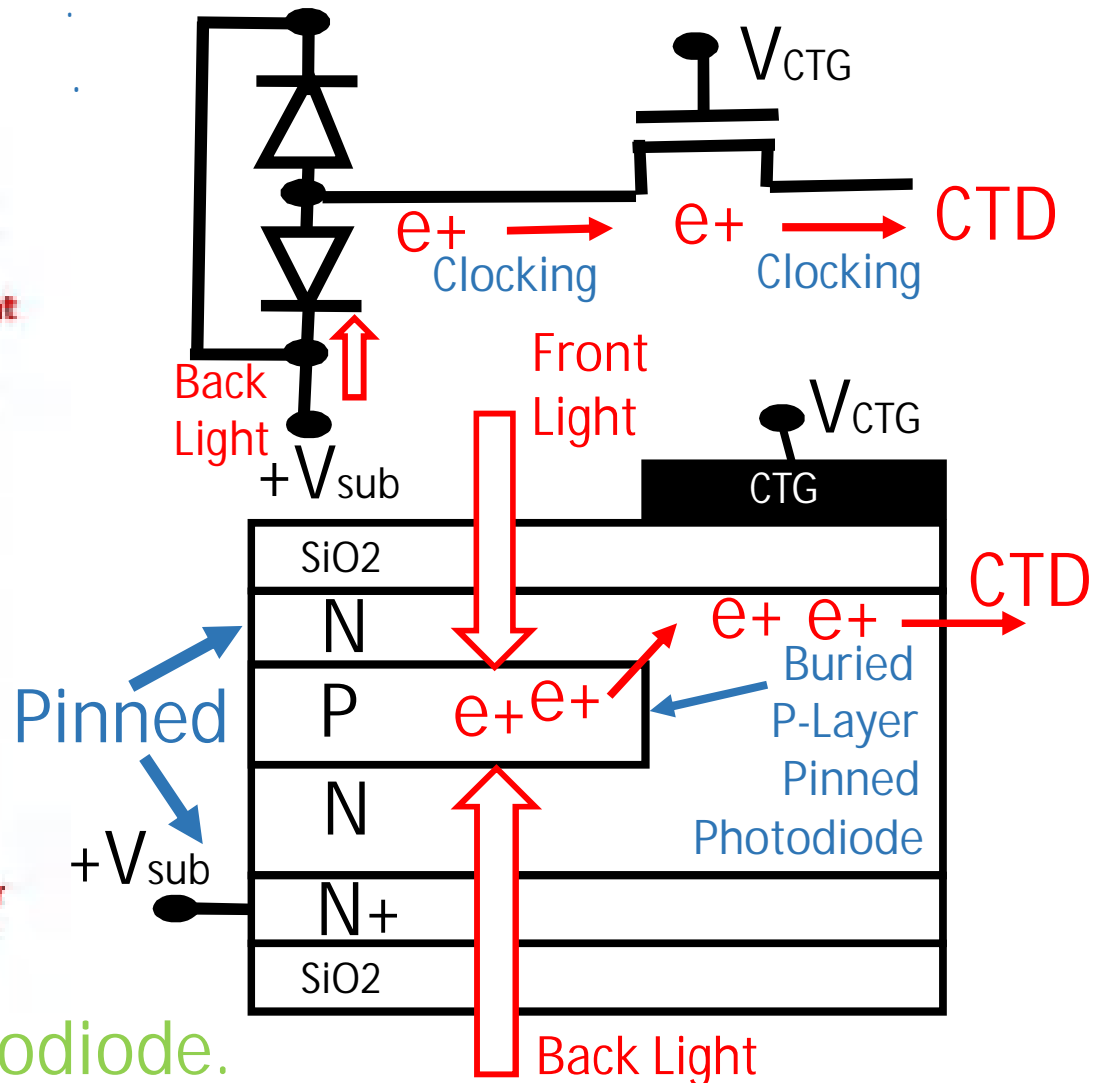 VCTG
e+
e+
CTD
Clocking
Clocking
Front
Light
Back
Light
+Vsub
VCTG
CTG
SiO2
CTD
N
e+ e+
Buried
P-Layer
Pinned
Photodiode
Pinned
P
e+ e+
N
+Vsub
N+
SiO2
odiode.
Back Light